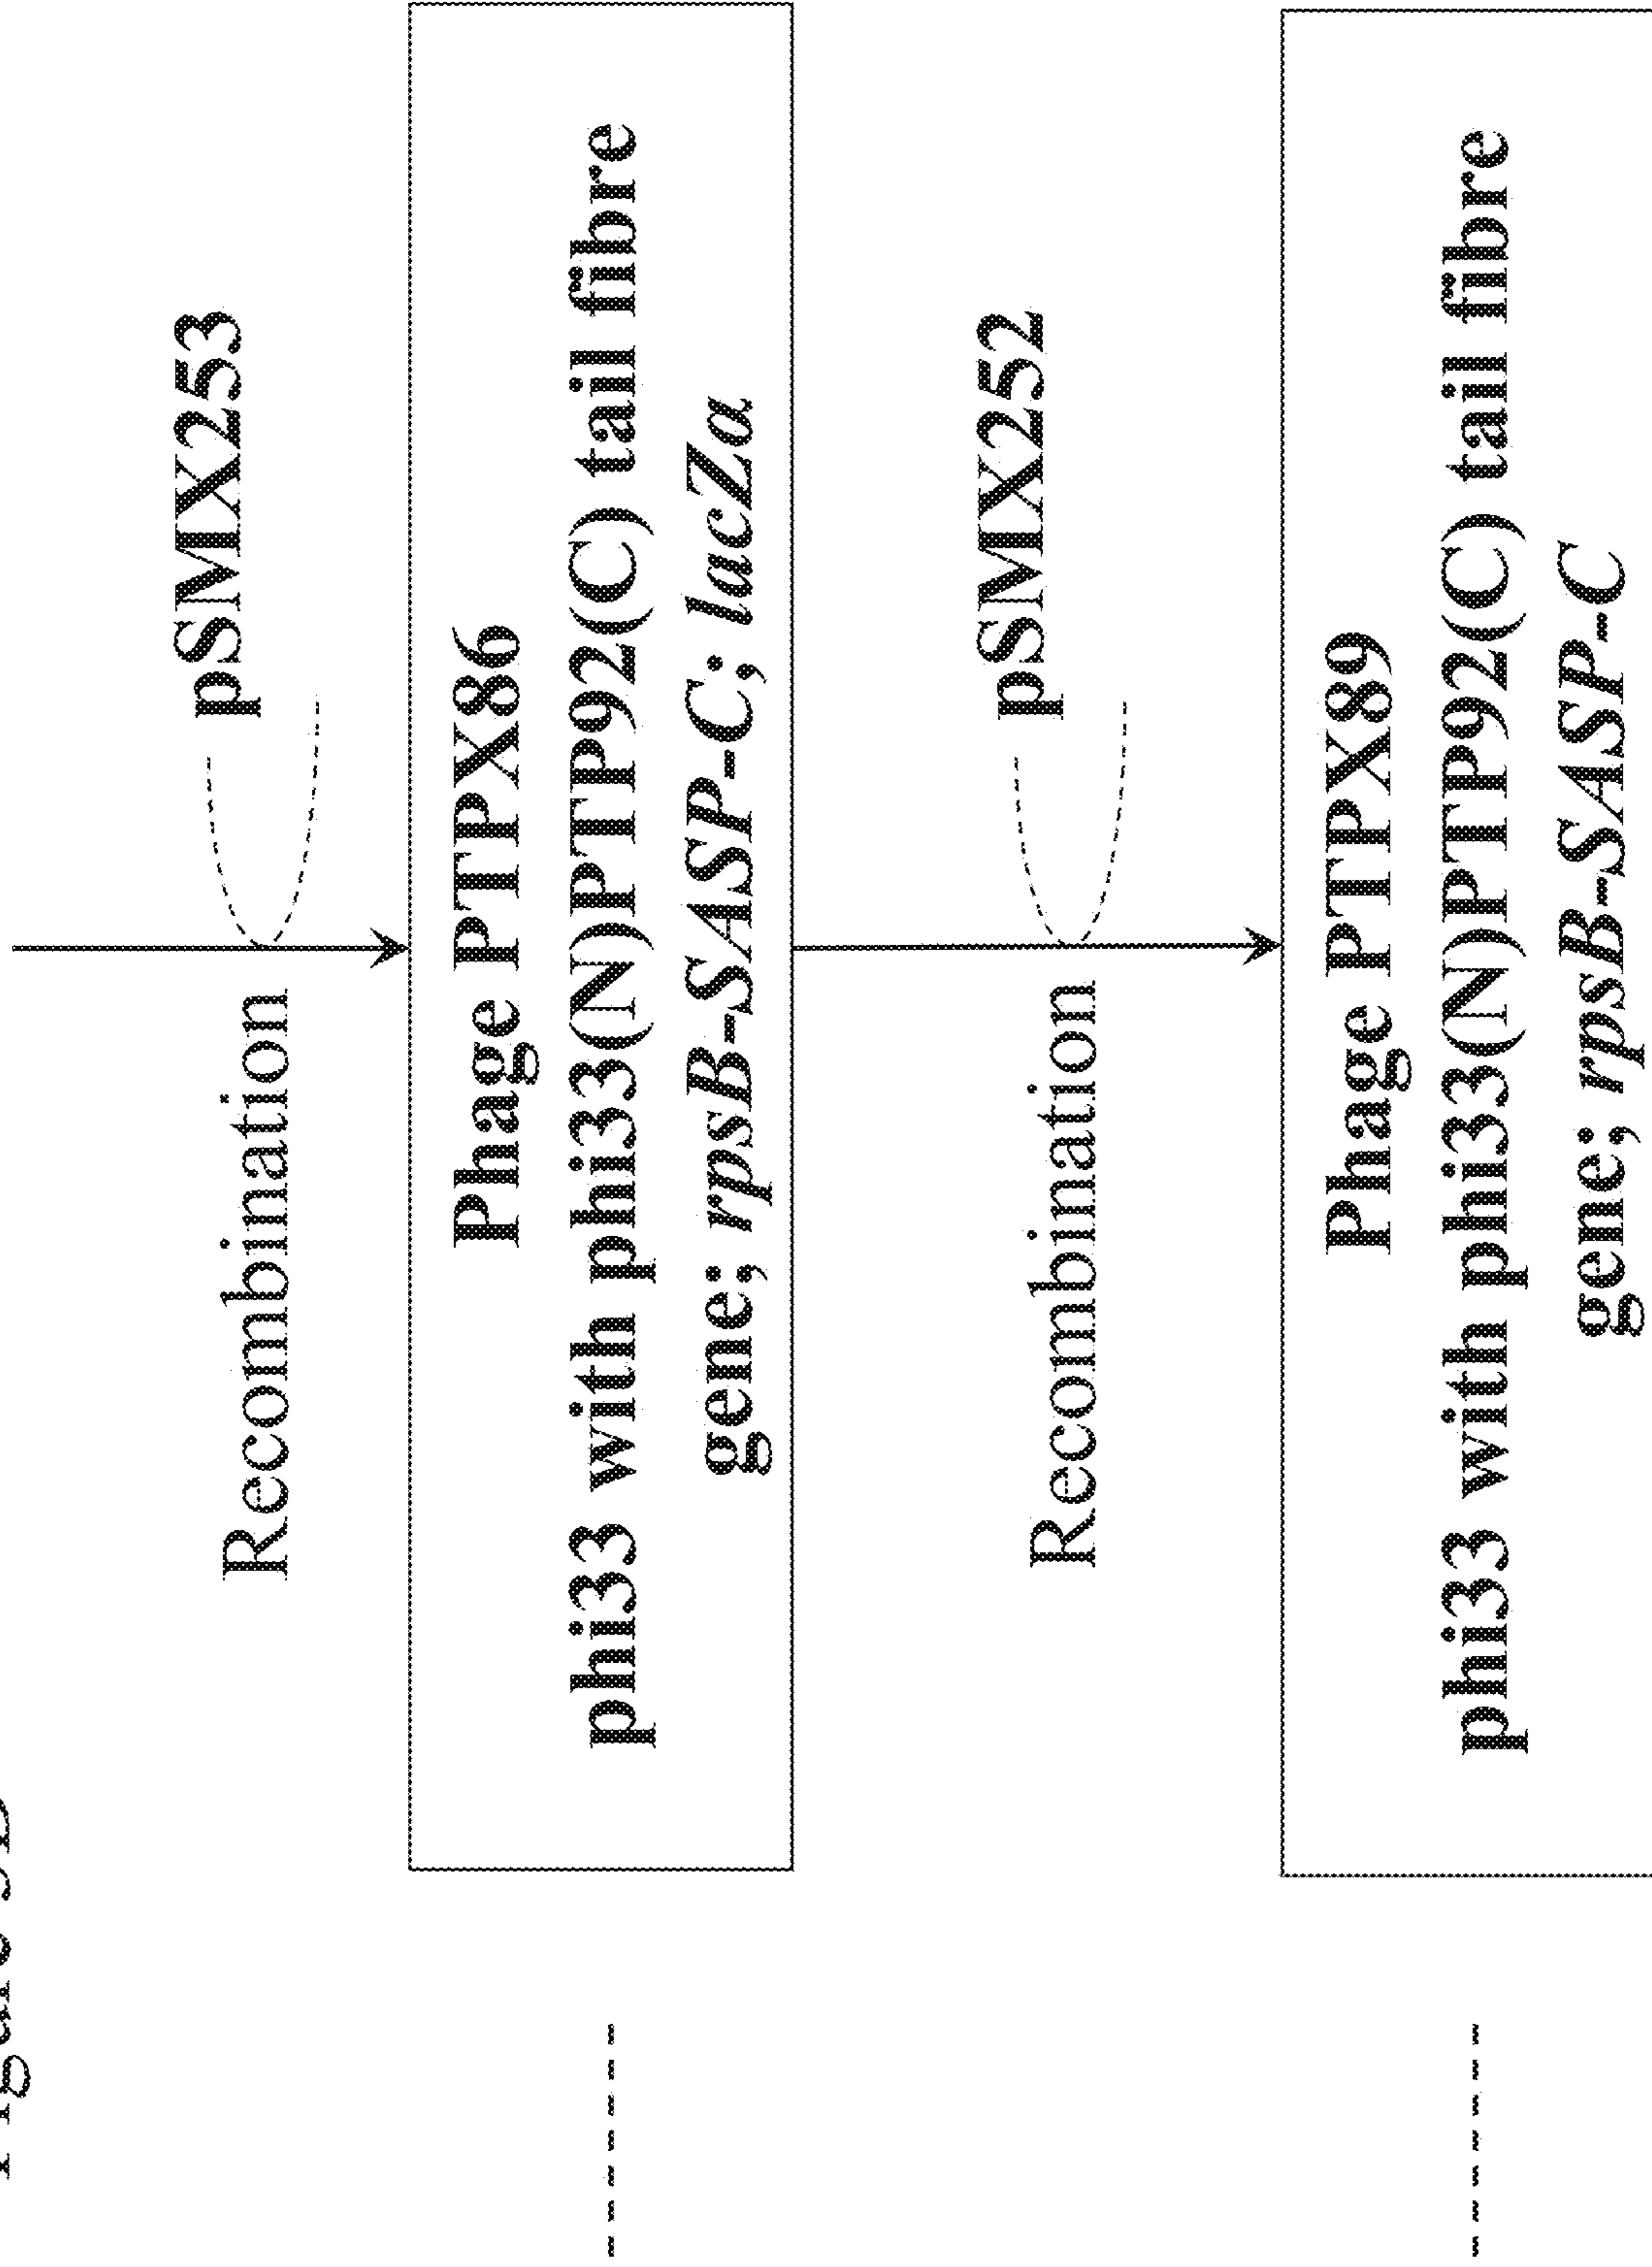 pSMX253
Recombination
Phage PTPX86
phi33 with phi33(N)PTP92(C) tail fibre
gene; rpsB-SASP-C; lacZα
pSMX252
Recombination
Phage PTPX89
phi33 with phi33(N)PTP92(C) tail fibre
gene; rpsB-SASP-C